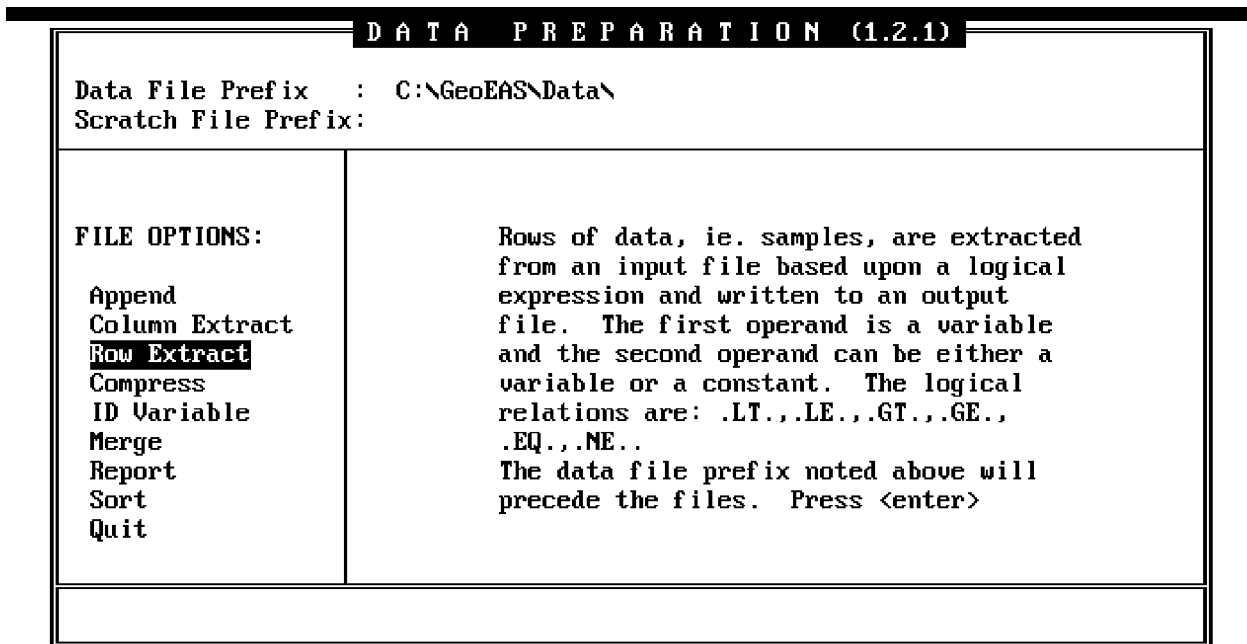 D A T A   P R E P A R A T I O N  (1.2.1)
Data File Prefix   :  C:\GeoEAS\Data\
Scratch File Prefix:
FILE OPTIONS:
Append
Column Extract
Row Extract
Compress
ID Variable
Merge
Report
Sort
Quit
Rows of data, ie. samples, are extracted
from an input file based upon a logical
expression and written to an output
file.  The first operand is a variable
and the second operand can be either a
variable or a constant.  The logical
relations are: .LT.,.LE.,.GT.,.GE.,
.EQ.,.NE..
The data file prefix noted above will
precede the files.  Press <enter>